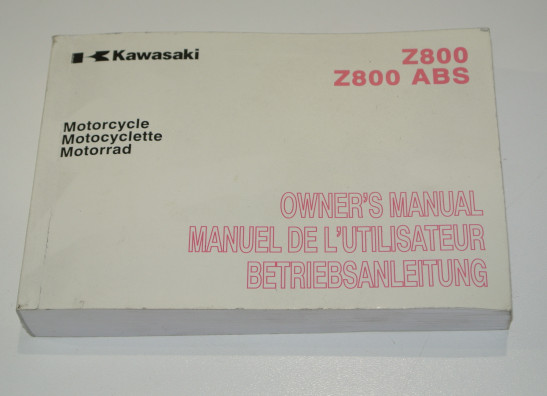 Kawasaki
Z800
Z800 ABS
Motorcycle
Motocyclette
Motorrad
OWNER'S MANUAL
MANUEL DE L'UTILISATEUR
BETRIEBSANLEITUNG